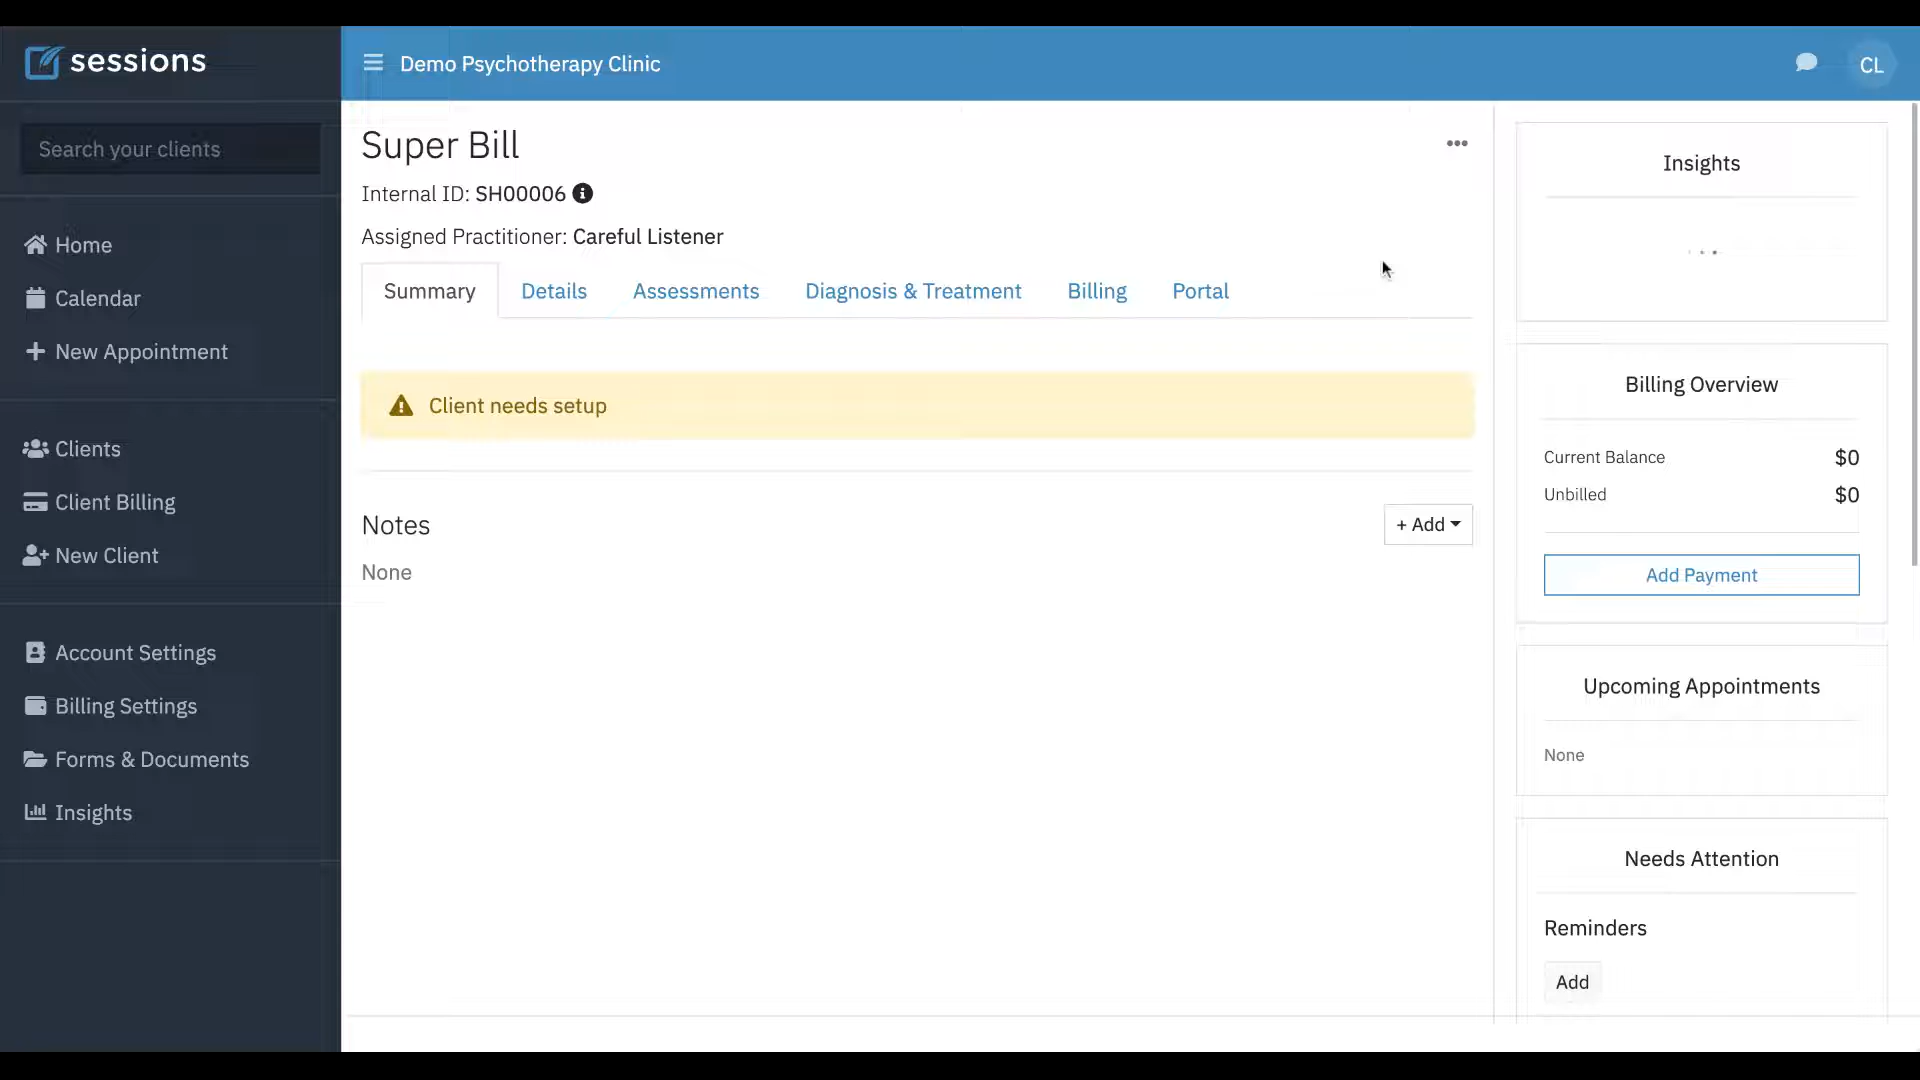 sessions
Demo Psychotherapy Clinic
CL
Search your clients
Home
Calendar
+ New Appointment
Clients
Client Billing
New Client
Account Settings
Billing Settings
Forms & Documents
Insights
Super Bill
Internal ID: SH00006
Assigned Practitioner: Careful Listener
Summary Details Assessments Diagnosis & Treatment Billing Portal
Client needs setup
Notes
+ Add
None
Insights
Billing Overview
Current Balance $0
Unbilled $0
Add Payment
Upcoming Appointments
None
Needs Attention
Reminders
Add